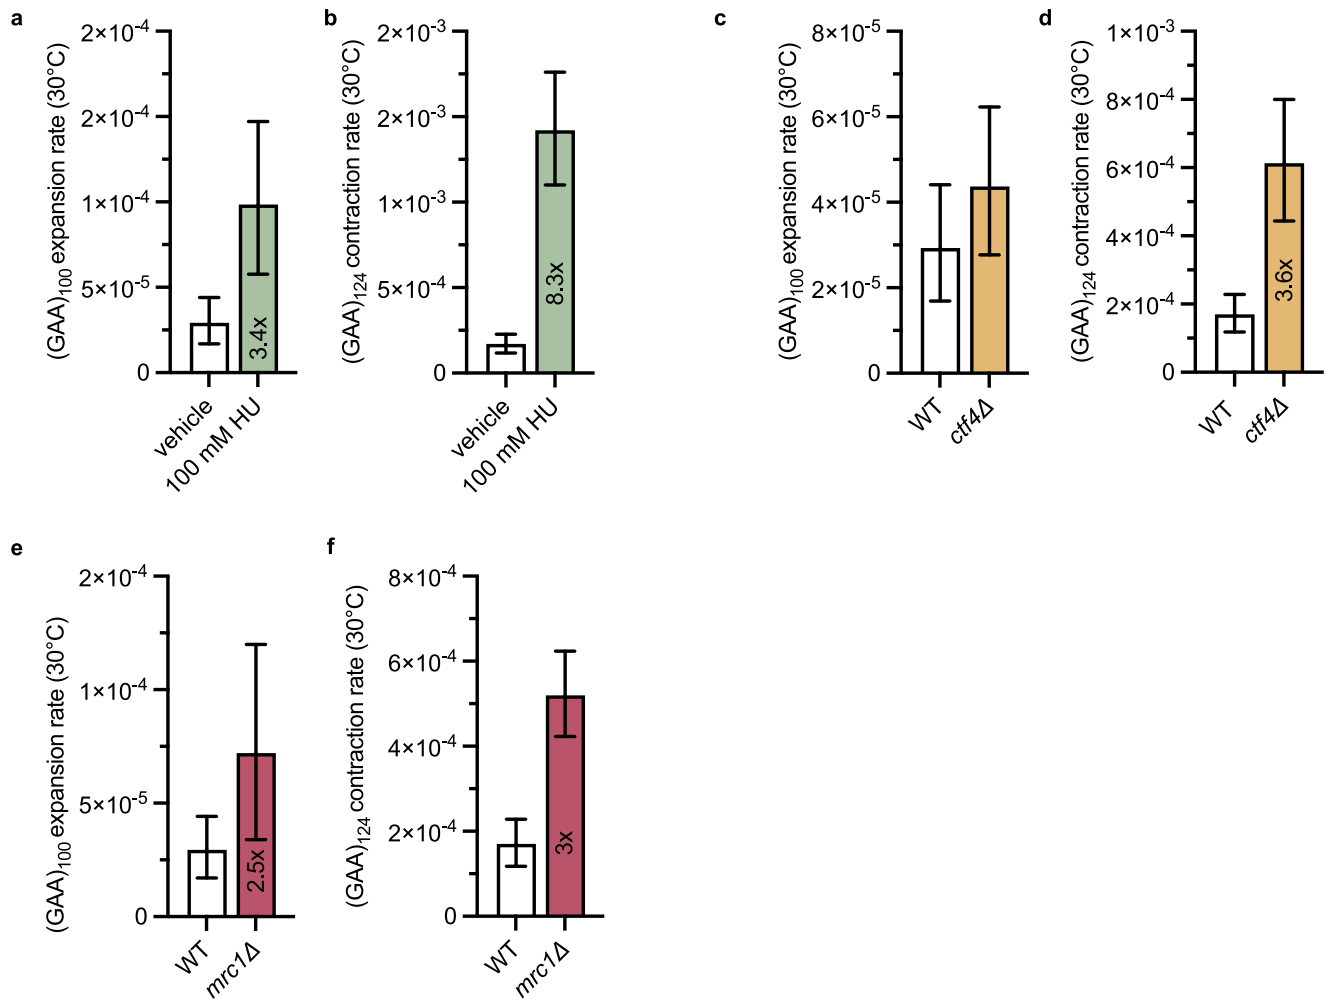 a
(GAA)100 expansion rate (30°C)
2×10-4
2×10-4
1×10-4
5×10-5
0
3.4x
vehicle
100 mM HU
b
(GAA)124 contraction rate (30°C)
2×10-3
2×10-3
1×10-3
5×10-4
0
8.3x
vehicle
100 mM HU
c
(GAA)100 expansion rate (30°C)
8×10-5
6×10-5
4×10-5
2×10-5
0
WT
ctf4Δ
d
(GAA)124 contraction rate (30°C)
1×10-3
8×10-4
6×10-4
4×10-4
2×10-4
0
3.6x
WT
ctf4Δ
e
(GAA)100 expansion rate (30°C)
2×10-4
1×10-4
5×10-5
0
2.5x
WT
mrc1Δ
f
(GAA)124 contraction rate (30°C)
8×10-4
6×10-4
4×10-4
2×10-4
0
3x
WT
mrc1Δ